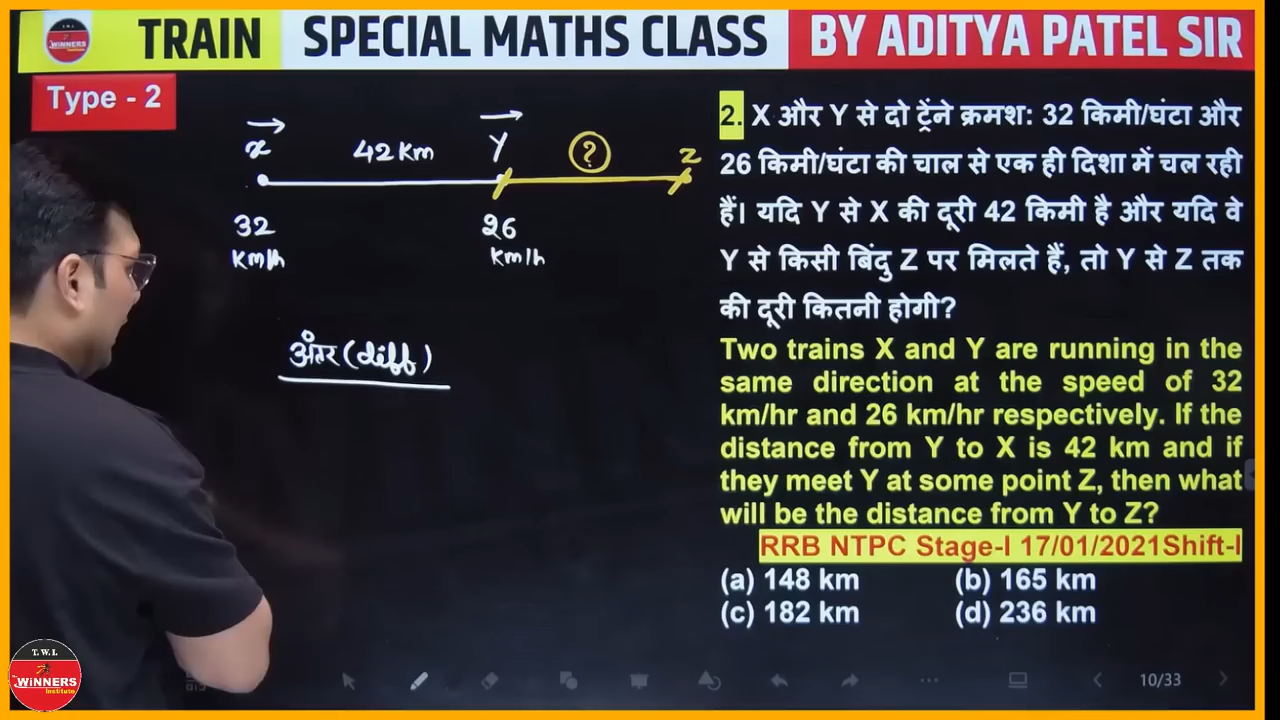 WiNNERS
Institute
TRAIN SPECIAL MATHS CLASS BY ADITYA PATEL SIR
Type - 2
x 42 Km Y ? Z
32 26
Km/h Km/h
अंतर (diff)
2. X और Y से दो ट्रेंने क्रमश: 32 किमी/घंटा और
26 किमी/घंटा की चाल से एक ही दिशा में चल रही
हैं। यदि Y से X की दूरी 42 किमी है और यदि वे
Y से किसी बिंदु Z पर मिलते हैं, तो Y से Z तक
की दूरी कितनी होगी?
Two trains X and Y are running in the
same direction at the speed of 32
km/hr and 26 km/hr respectively. If the
distance from Y to X is 42 km and if
they meet Y at some point Z, then what
will be the distance from Y to Z?
RRB NTPC Stage-I 17/01/2021Shift-I
(a) 148 km (b) 165 km
(c) 182 km (d) 236 km
T.W.I.
WiNNERS
Institute
10/33